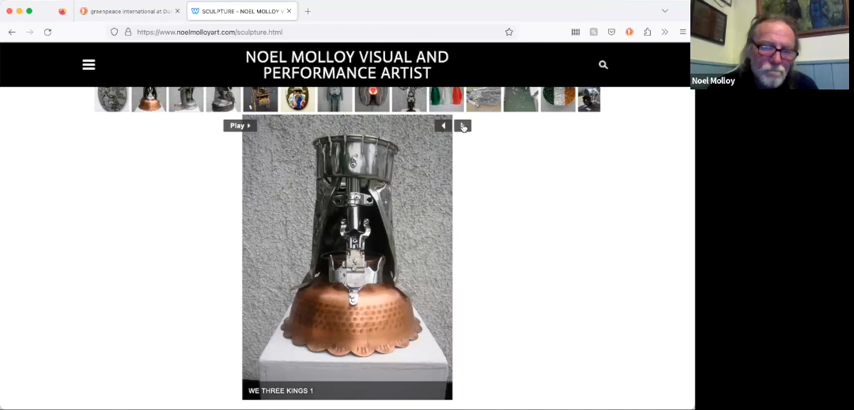 greenpeace international at Du
SCULPTURE - NOEL MOLLOY V
https://www.noelmolloyart.com/sculpture.html
NOEL MOLLOY VISUAL AND
PERFORMANCE ARTIST
Noel Molloy
Play
WE THREE KINGS 1